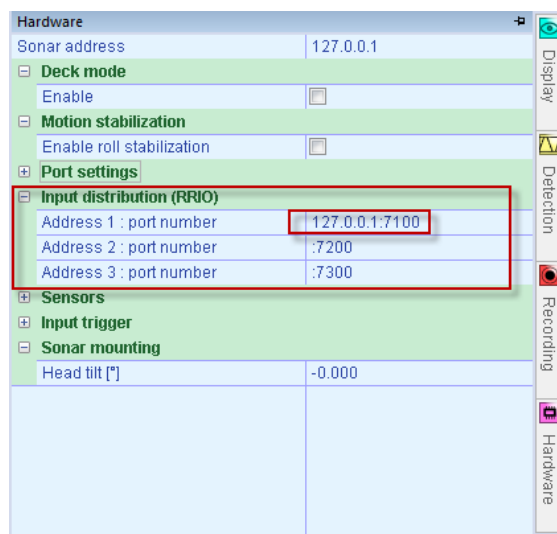 Hardware
Sonar address 127.0.0.1
Deck mode
Enable
Motion stabilization
Enable roll stabilization
Port settings
Input distribution (RRIO)
Address 1 : port number 127.0.0.1:7100
Address 2 : port number :7200
Address 3 : port number :7300
Sensors
Input trigger
Sonar mounting
Head tilt [°] -0.000
Display
Detection
Recording
Hardware